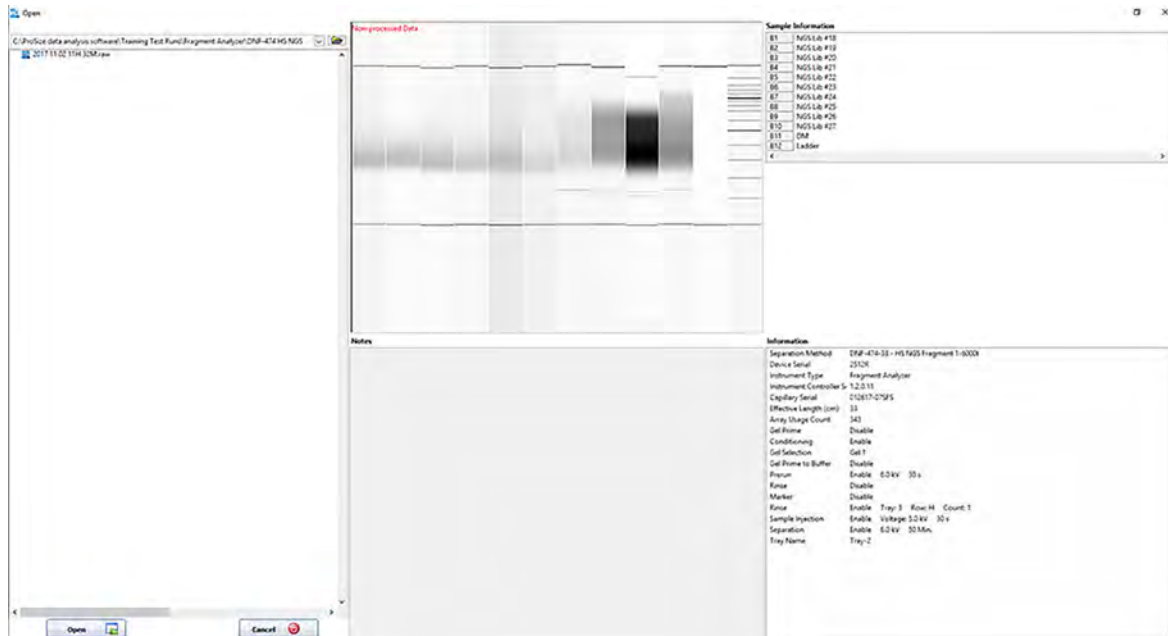 Open
C:\ProSize data analysis software\Training Test Runs\Fragment Analyzer\DNF-474 HS NGS
2017 11 02 11H 32M.raw
Non-processed Data
Sample Information
B1 NGS Lib #18
B2 NGS Lib #19
B3 NGS Lib #20
B4 NGS Lib #21
B5 NGS Lib #22
B6 NGS Lib #23
B7 NGS Lib #24
B8 NGS Lib #25
B9 NGS Lib #26
B10 NGS Lib #27
B11 DM
B12 Ladder
Notes
Information
Separation Method DNF-474-33 - HS NGS Fragment 1-6000
Device Serial 2512R
Instrument Type Fragment Analyzer
Instrument Controller S 1.2.0.11
Capillary Serial 012617-07SFS
Effective Length (cm) 33
Array Usage Count 343
Gel Prime Disable
Conditioning Enable
Gel Selection Gel 1
Gel Prime to Buffer Disable
Prerun Enable 6.0 kV 30 s
Rinse Disable
Marker Disable
Rinse Enable Tray: 3 Row: H Count: 1
Sample Injection Enable Voltage: 5.0 kV 30 s
Separation Enable 6.0 kV 50 Min.
Tray Name Tray-2
Open
Cancel